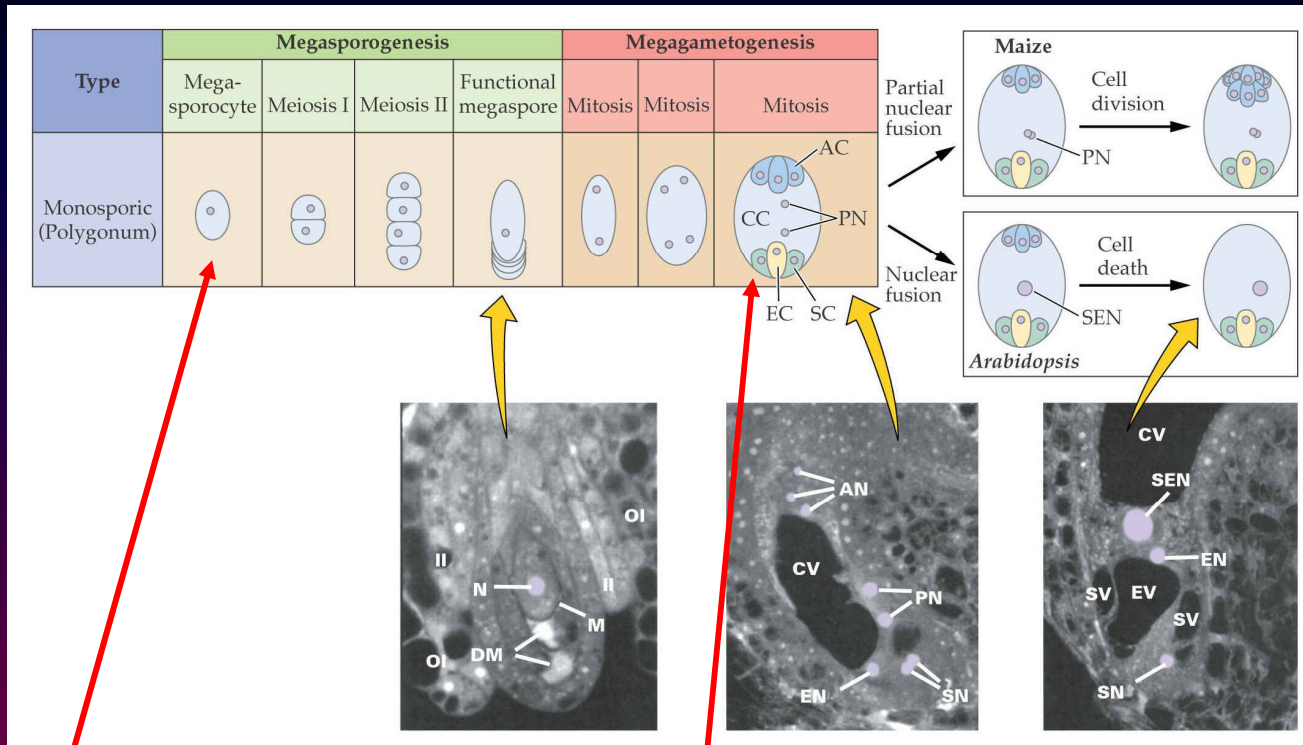 Type
Megasporogenesis
Megagametogenesis
Mega-
sporocyte
Meiosis I
Meiosis II
Functional
megaspore
Mitosis
Mitosis
Mitosis
Monosporic
(Polygonum)
AC
CC
PN
EC
SC
Partial
nuclear
fusion
Nuclear
fusion
Maize
Cell
division
PN
Cell
death
SEN
Arabidopsis
OI
II
N
II
M
DM
OI
AN
CV
PN
EN
SN
CV
SEN
EN
SV
EV
SV
SN